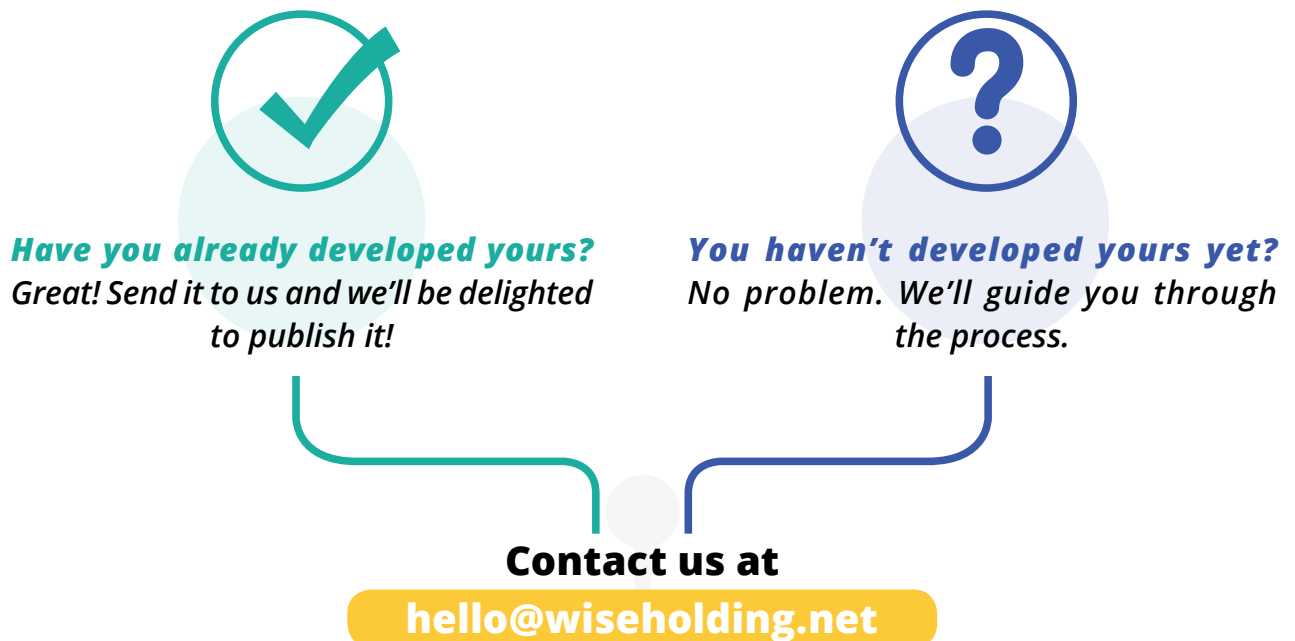 Have you already developed yours?
Great! Send it to us and we’ll be delighted
to publish it!
You haven’t developed yours yet?
No problem. We’ll guide you through
the process.
Contact us at
hello@wiseholding.net